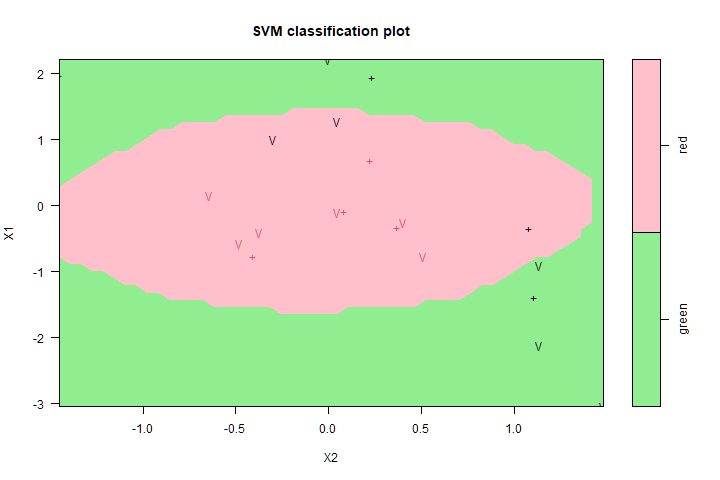 SVM classification plot
2
1
0
-1
-2
-3
X1
V
+
V
V
+
V
V
+
V
V
+
+
V
V
+
V
V
+
V
-1.0
-0.5
0.0
0.5
1.0
X2
red
green